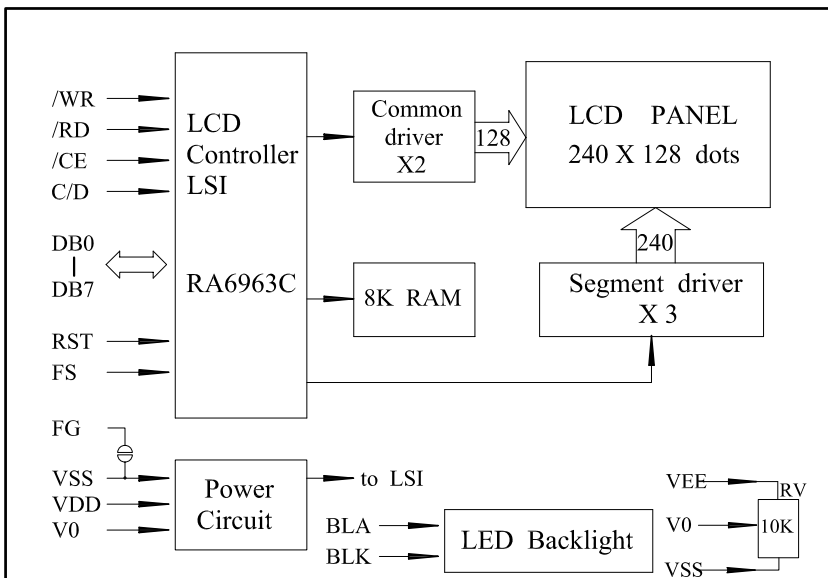 /WR
/RD
/CE
C/D
DB0
DB7
RST
FS
LCD
Controller
LSI
RA6963C
Common
driver
X2
128
LCD PANEL
240 X 128 dots
240
8K RAM
Segment driver
X 3
FG
VSS
VDD
V0
Power
Circuit
to LSI
BLA
BLK
LED Backlight
VEE
RV
V0
10K
VSS